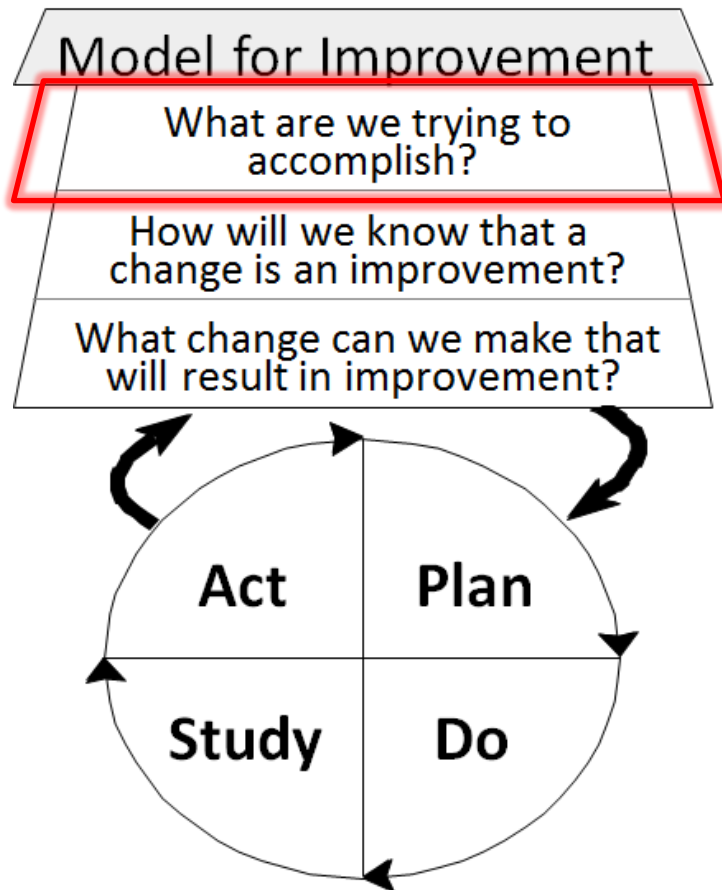 Model for Improvement
What are we trying to
accomplish?
How will we know that a
change is an improvement?
What change can we make that
will result in improvement?
Act
Plan
Study
Do